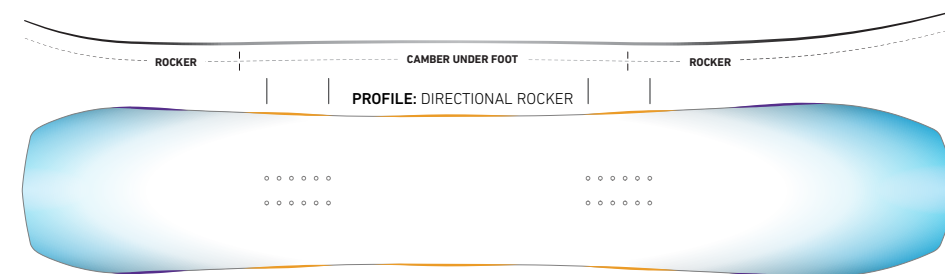 ROCKER CAMBER UNDER FOOT ROCKER
PROFILE: DIRECTIONAL ROCKER